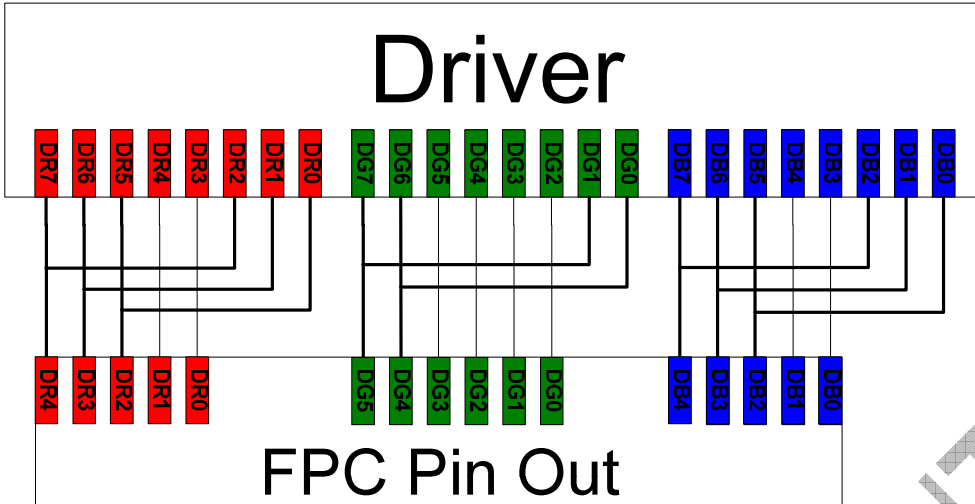 Driver
DR7 DR6 DR5 DR4 DR3 DR2 DR1 DR0 DG7 DG6 DG5 DG4 DG3 DG2 DG1 DG0 DB7 DB6 DB5 DB4 DB3 DB2 DB1 DB0
DR4 DR3 DR2 DR1 DR0 DG5 DG4 DG3 DG2 DG1 DG0 DB4 DB3 DB2 DB1 DB0
FPC Pin Out